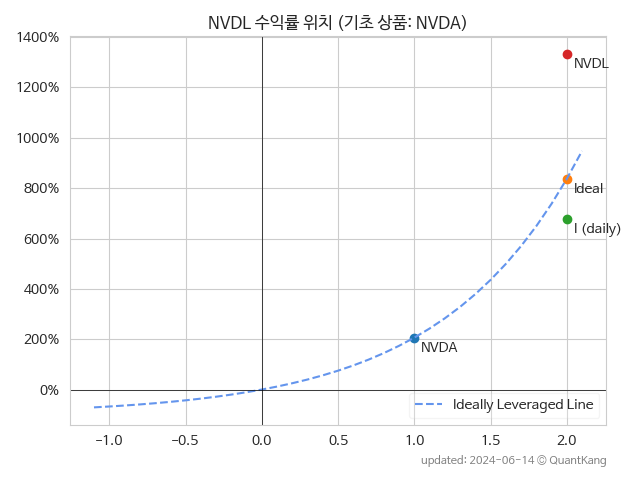 NVDL 수익률 위치 (기초 상품: NVDA)
1400%
1200%
1000%
800%
600%
400%
200%
0%
NVDL
Ideal
I (daily)
NVDA
Ideally Leveraged Line
−1.0 −0.5 0.0 0.5 1.0 1.5 2.0
updated: 2024-06-14 © QuantKang